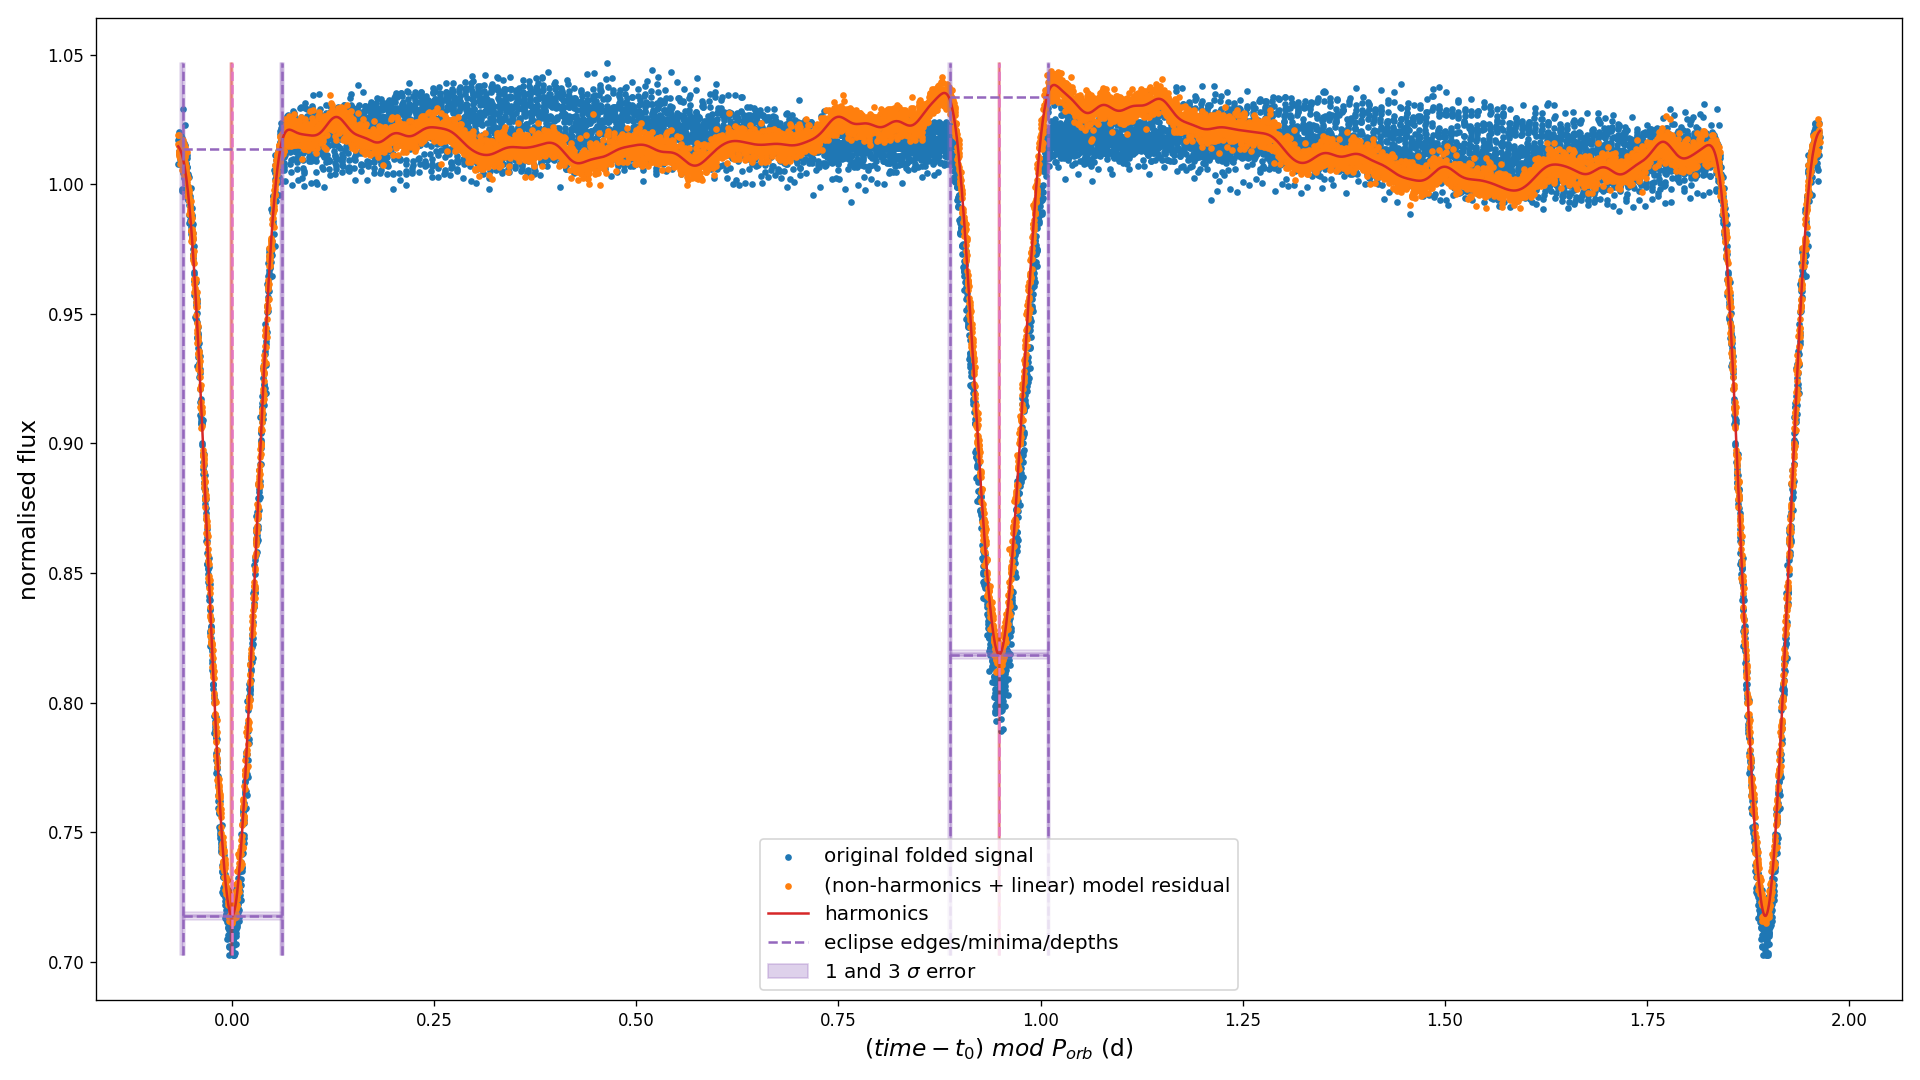 normalised flux
1.05
1.00
0.95
0.90
0.85
0.80
0.75
0.70
original folded signal
(non-harmonics + linear) model residual
harmonics
eclipse edges/minima/depths
1 and 3 σ error
0.00 0.25 0.50 0.75 1.00 1.25 1.50 1.75 2.00
(time − t₀) mod Pₒᵣb (d)